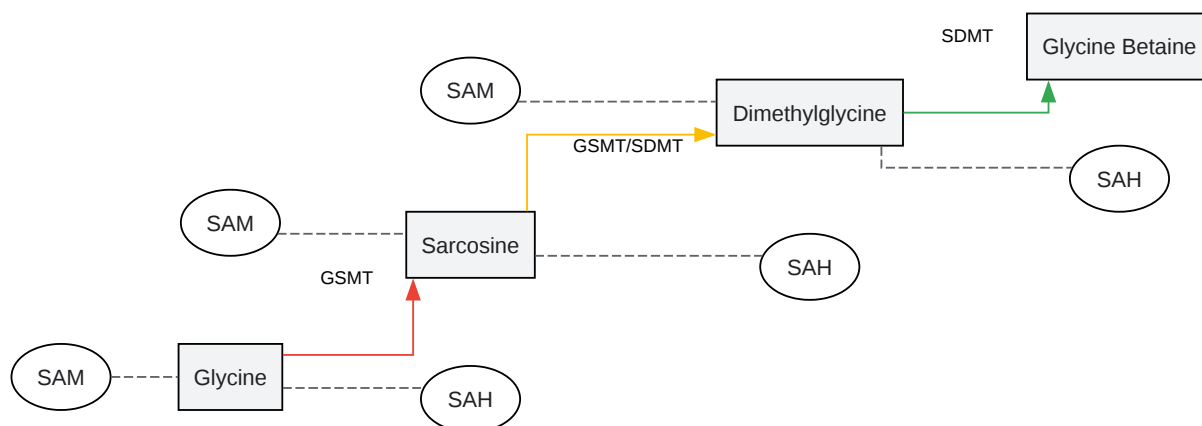 SDMT
Glycine Betaine
SAM
Dimethylglycine
GSMT/SDMT
SAH
SAM
Sarcosine
SAH
GSMT
SAM
Glycine
SAH